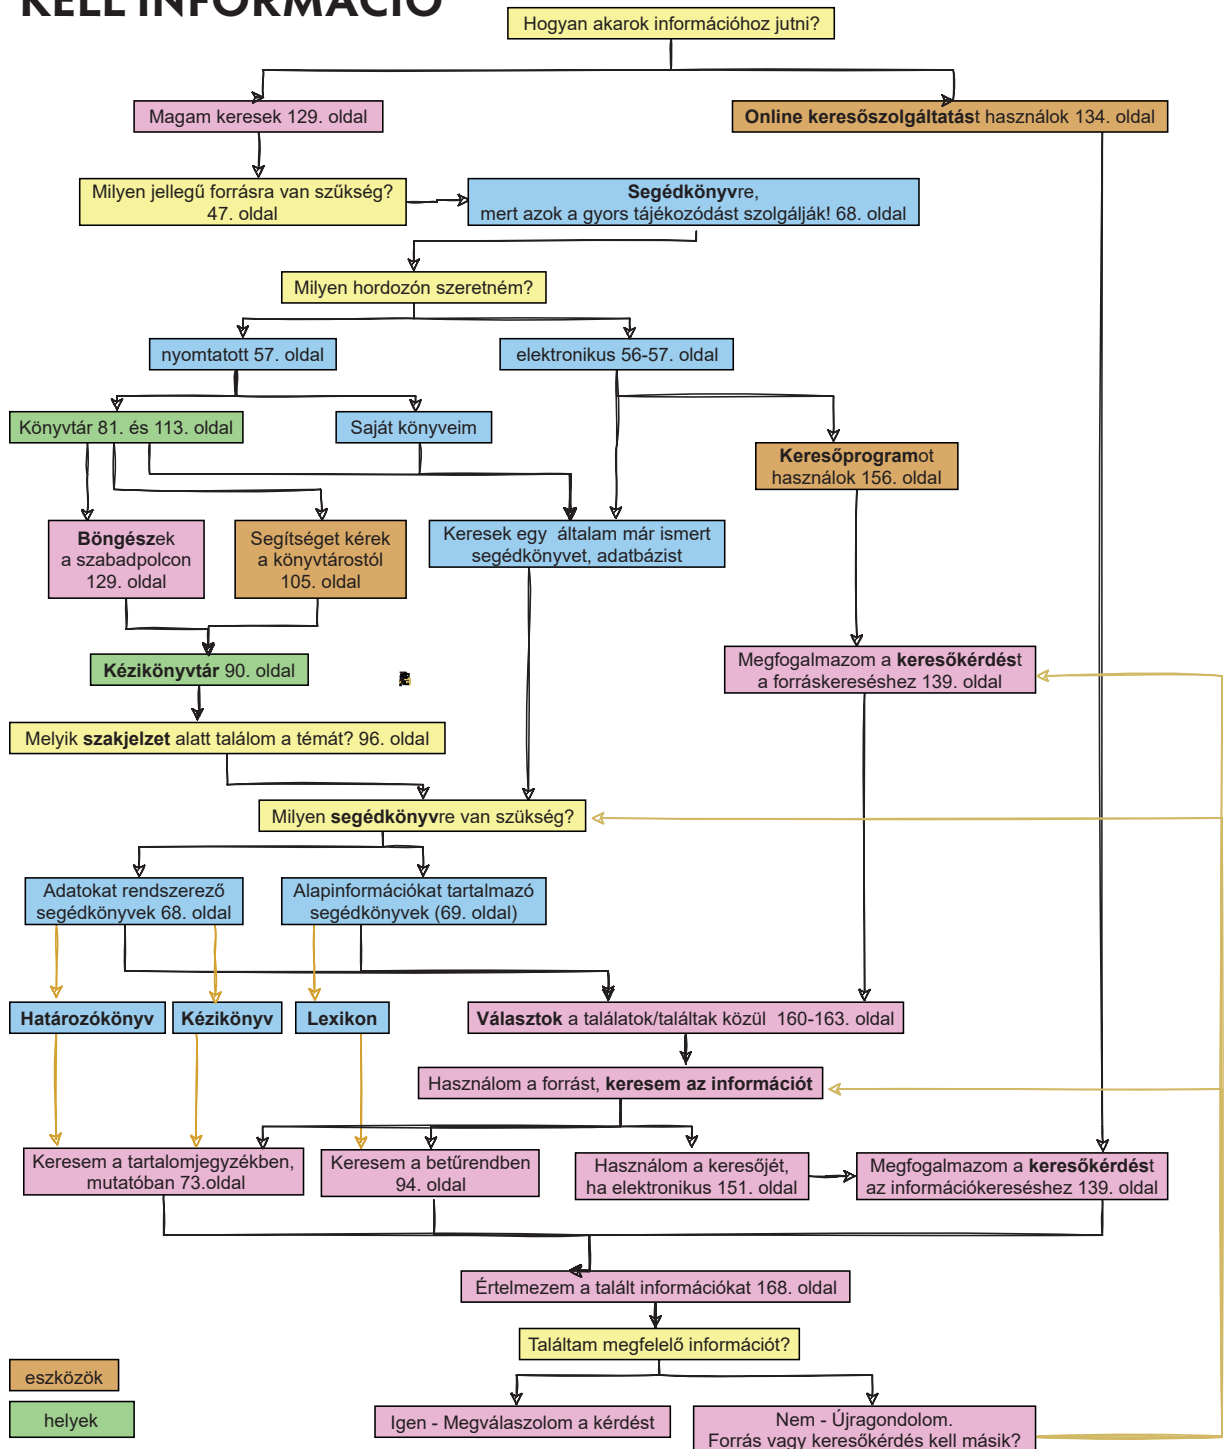 KELL INFORMÁCIÓ
Hogyan akarok információhoz jutni?
Magam keresek 129. oldal
Online keresőszolgáltatást használok 134. oldal
Milyen jellegű forrásra van szűkség?
47. oldal
Segédkönyvre,
mert azok a gyors tájékozódást szolgálják! 68. oldal
Milyen hordozón szeretném?
nyomtatott 57. oldal
elektronikus 56-57. oldal
Könyvtár 81. és 113. oldal
Saját könyveim
Keresőprogramot
használok 156. oldal
Böngészek
a szabadpolcon
129. oldal
Segítséget kérek
a könyvtárostól
105. oldal
Keresek egy általam már ismert
segédkönyvet, adatbázist
Kézikönyvtár 90. oldal
Megfogalmazom a keresőkérdést
a forráskereséshez 139. oldal
Melyik szakjelzet alatt találom a témát? 96. oldal
Milyen segédkönyvre van szükség?
Adatokat rendszerező
segédkönyvek 68. oldal
Alapinformációkat tartalmazó
segédkönyvek (69. oldal)
Határozókönyv
Kézikönyv
Lexikon
Választok a találatok/találtak közül 160-163. oldal
Használom a forrást, keresem az információt
Keresem a tartalomjegyzékben,
mutatóban 73.oldal
Keresem a betűrendben
94. oldal
Használom a keresőjét,
ha elektronikus 151. oldal
Megfogalmazom a keresőkérdést
az információkereséshez 139. oldal
Értelmezem a talált információkat 168. oldal
Találtam megfelelő információt?
eszközök
helyek
Igen - Megválaszolom a kérdést
Nem - Újragondolom.
Forrás vagy keresőkérdés kell másik?